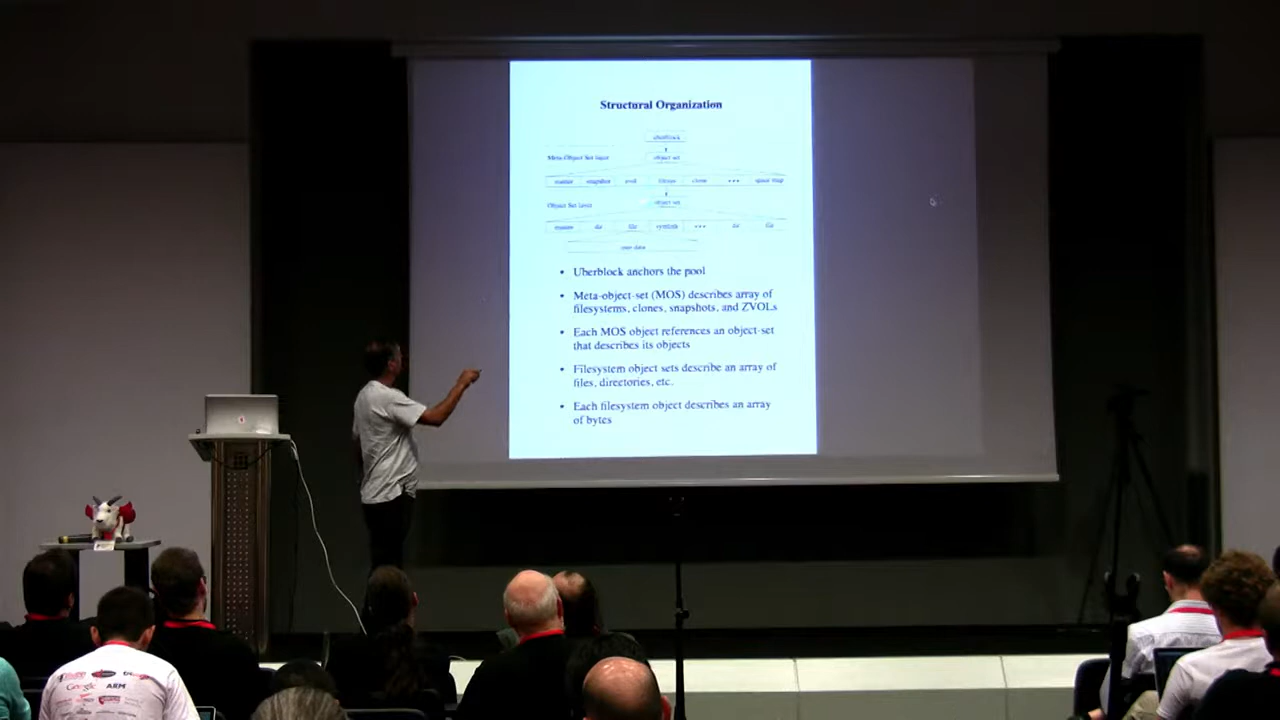 Structural Organization
uberblock
Meta-Object Set layer
object set
master snapshot zvol filesys clone • • • space map
Object Set layer
object set
master dir file symlink • • • dir file
user data
• Uberblock anchors the pool
• Meta-object-set (MOS) describes array of
filesystems, clones, snapshots, and ZVOLs
• Each MOS object references an object-set
that describes its objects
• Filesystem object sets describe an array of
files, directories, etc.
• Each filesystem object describes an array
of bytes
Google ARM